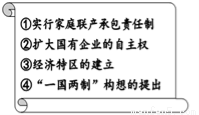 ①实行家庭联产承包责任制
②扩大国有企业的自主权
③经济特区的建立
④“一国两制”构想的提出